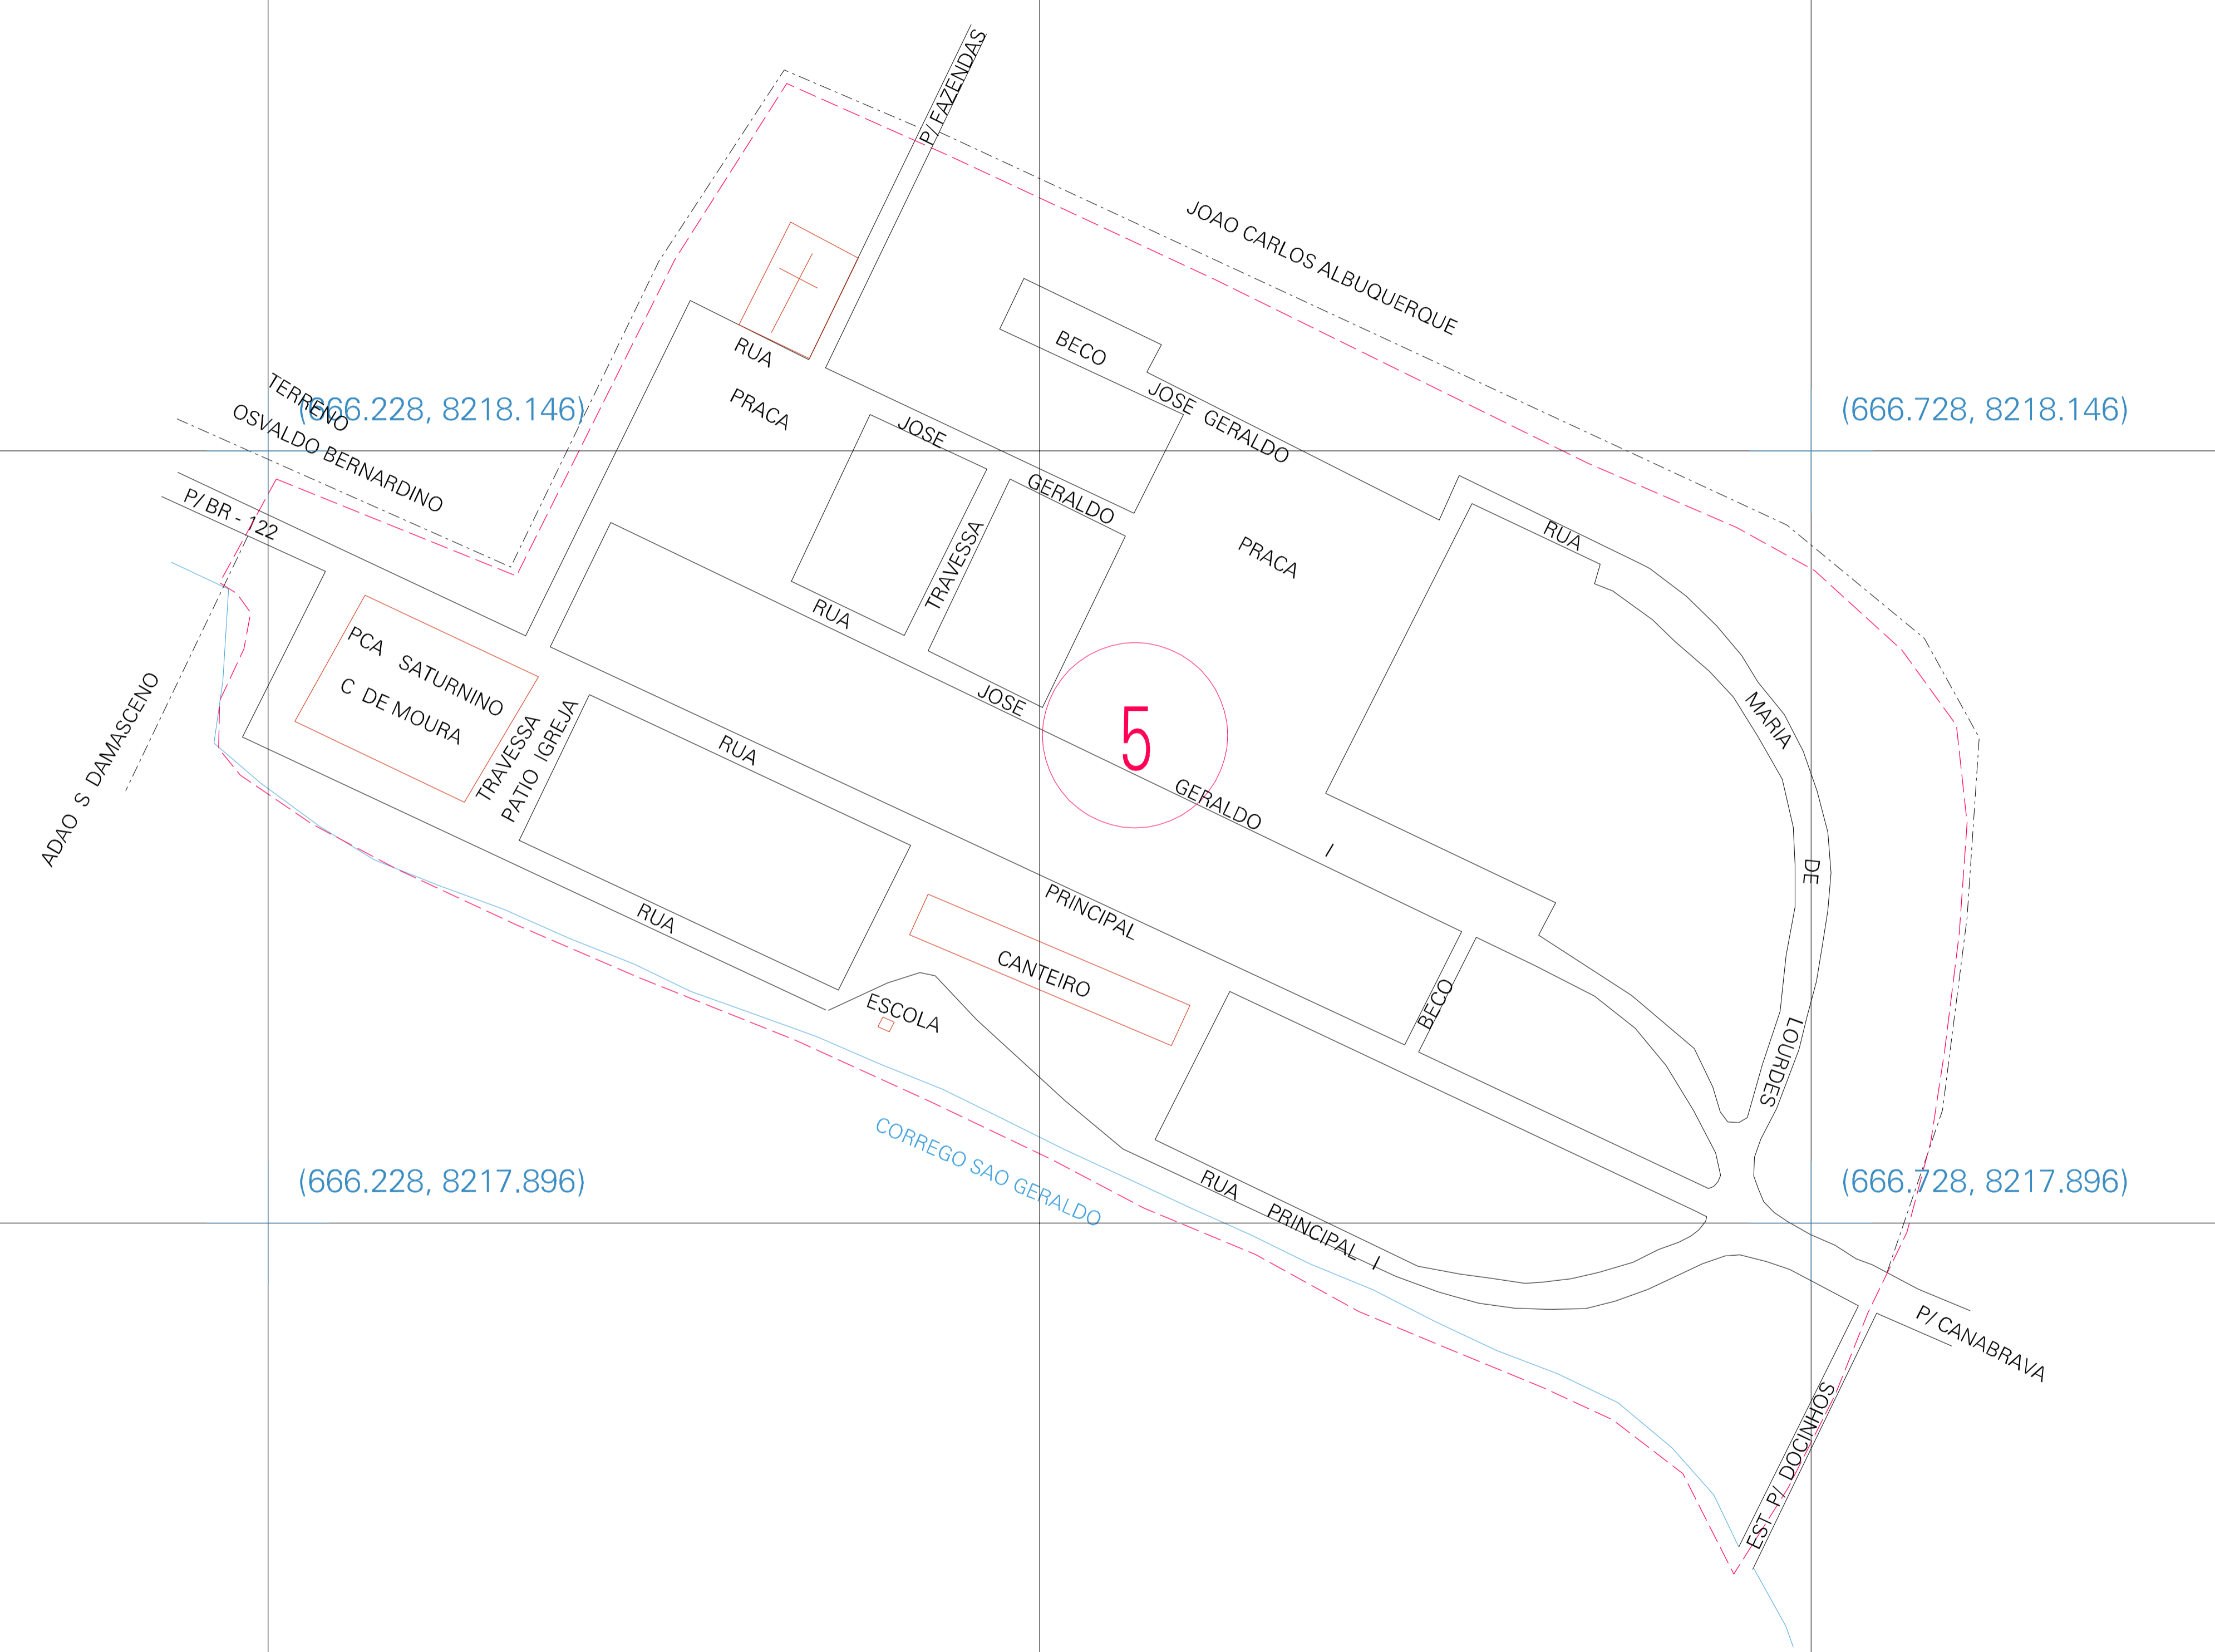 P/ FAZENDAS
JOAO CARLOS ALBUQUERQUE
RUA
BECO
JOSE GERALDO
PRACA
TERRENO
OSVALDO BERNARDINO
(666.228, 8218.146)
(666.728, 8218.146)
JOSE
GERALDO
P/ BR - 122
TRAVESSA
PRACA
RUA
RUA
PCA SATURNINO
C DE MOURA
ADAO S DAMASCENO
TRAVESSA
PATIO IGREJA
RUA
JOSE
5
GERALDO
I
MARIA
DE
LOURDES
RUA
PRINCIPAL
CANTEIRO
BECO
ESCOLA
CORREGO SAO GERALDO
(666.228, 8217.896)
(666.728, 8217.896)
RUA
PRINCIPAL I
P/ CANABRAVA
EST P/ DOCINHOS